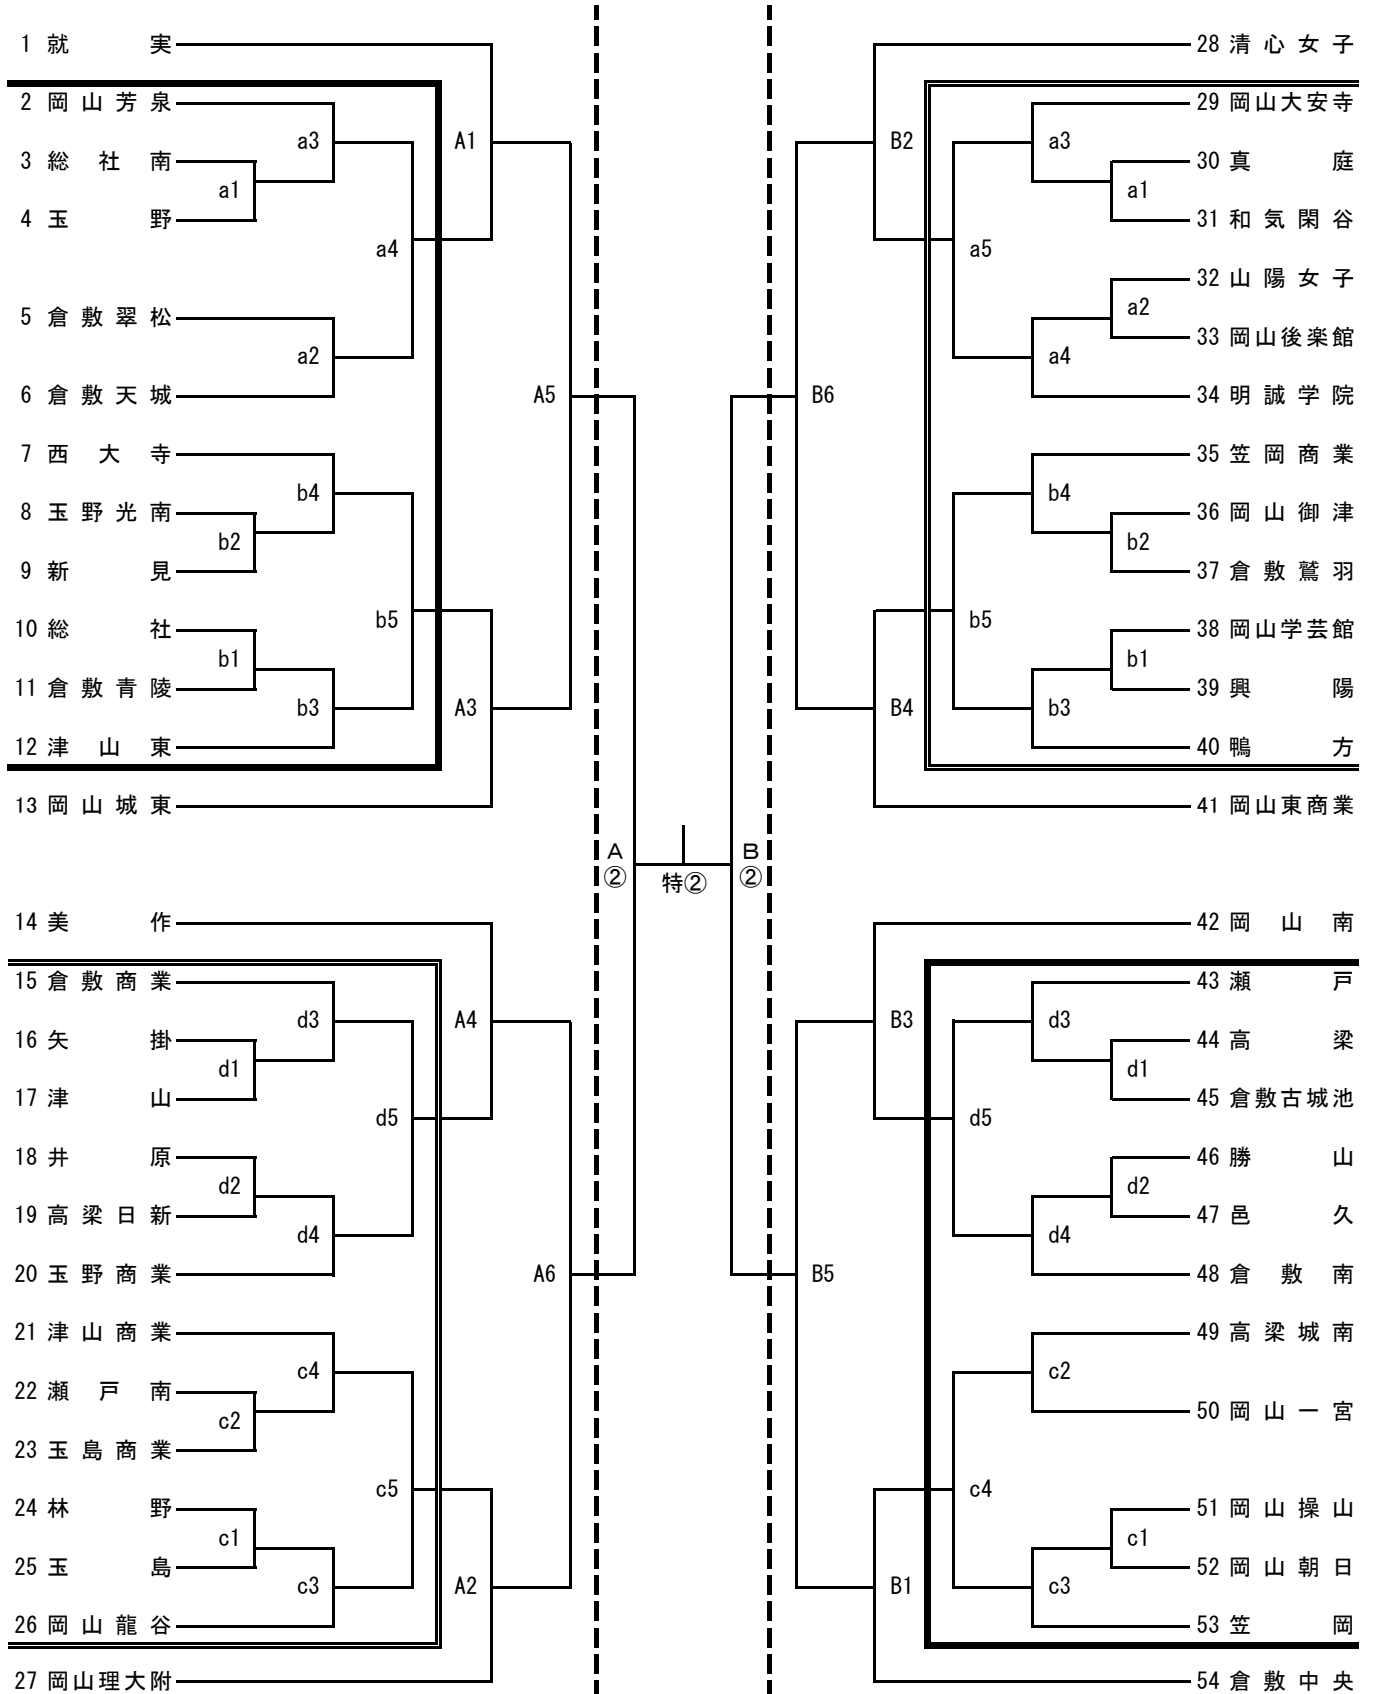 1 就実
2 岡山芳泉
a3
A1
3 総社南
a1
4 玉野
a4
5 倉敷翠松
a2
6 倉敷天城
A5
7 西大寺
b4
8 玉野光南
b2
9 新見
b5
10 総社
b1
11 倉敷青陵
b3
A3
12 津山東
13 岡山城東
14 美作
15 倉敷商業
d3
A4
16 矢掛
d1
17 津山
d5
18 井原
d2
19 高梁日新
d4
20 玉野商業
A6
21 津山商業
c4
22 瀬戸南
c2
23 玉島商業
c5
24 林野
c1
25 玉島
c3
A2
26 岡山龍谷
27 岡山理大附
A
②
特②
B
②
28 清心女子
29 岡山大安寺
B2
a3
30 真庭
a1
31 和気閑谷
a5
32 山陽女子
a2
33 岡山後楽館
a4
34 明誠学院
B6
35 笠岡商業
b4
36 岡山御津
b2
37 倉敷鷲羽
b5
38 岡山学芸館
b1
39 興陽
B4
b3
40 鴨方
41 岡山東商業
42 岡山南
43 瀬戸
B3
d3
44 高梁
d1
45 倉敷古城池
d5
46 勝山
d2
47 邑久
d4
48 倉敷南
B5
49 高梁城南
c2
50 岡山一宮
c4
51 岡山操山
c1
52 岡山朝日
B1
c3
53 笠岡
54 倉敷中央